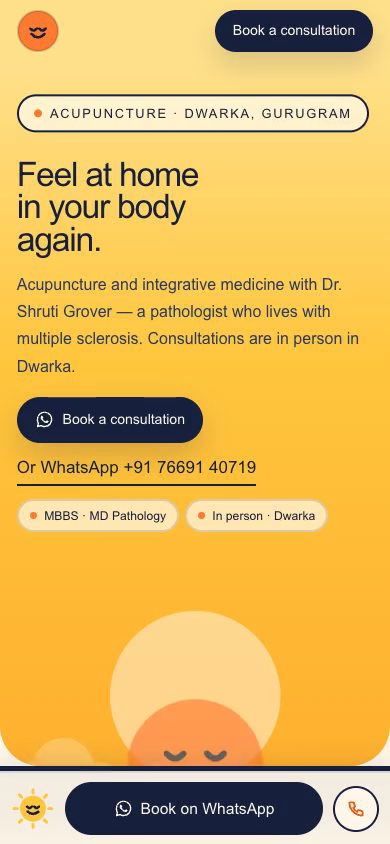 Book a consultation
ACUPUNCTURE · DWARKA, GURUGRAM
Feel at home
in your body
again.
Acupuncture and integrative medicine with Dr.
Shruti Grover — a pathologist who lives with
multiple sclerosis. Consultations are in person in
Dwarka.
Book a consultation
Or WhatsApp +91 76691 40719
MBBS · MD Pathology
In person · Dwarka
Book on WhatsApp